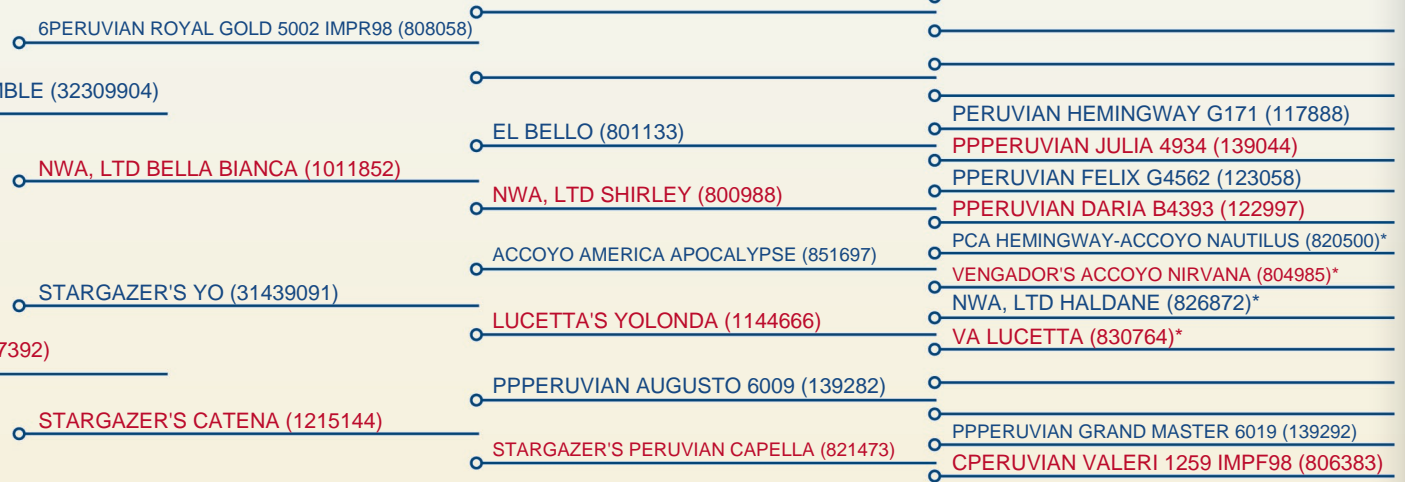 6PERUVIAN ROYAL GOLD 5002 IMPR98 (808058)
MBLE (32309904)
NWA, LTD BELLA BIANCA (1011852)
STARGAZER'S YO (31439091)
7392)
STARGAZER'S CATENA (1215144)
EL BELLO (801133)
NWA, LTD SHIRLEY (800988)
ACCOYO AMERICA APOCALYPSE (851697)
LUCETTA'S YOLONDA (1144666)
PPPERUVIAN AUGUSTO 6009 (139282)
STARGAZER'S PERUVIAN CAPELLA (821473)
PERUVIAN HEMINGWAY G171 (117888)
PPPERUVIAN JULIA 4934 (139044)
PPERUVIAN FELIX G4562 (123058)
PPERUVIAN DARIA B4393 (122997)
PCA HEMINGWAY-ACCOYO NAUTILUS (820500)*
VENGADOR'S ACCOYO NIRVANA (804985)*
NWA, LTD HALDANE (826872)*
VA LUCETTA (830764)*
PPPERUVIAN GRAND MASTER 6019 (139292)
CPERUVIAN VALERI 1259 IMPF98 (806383)